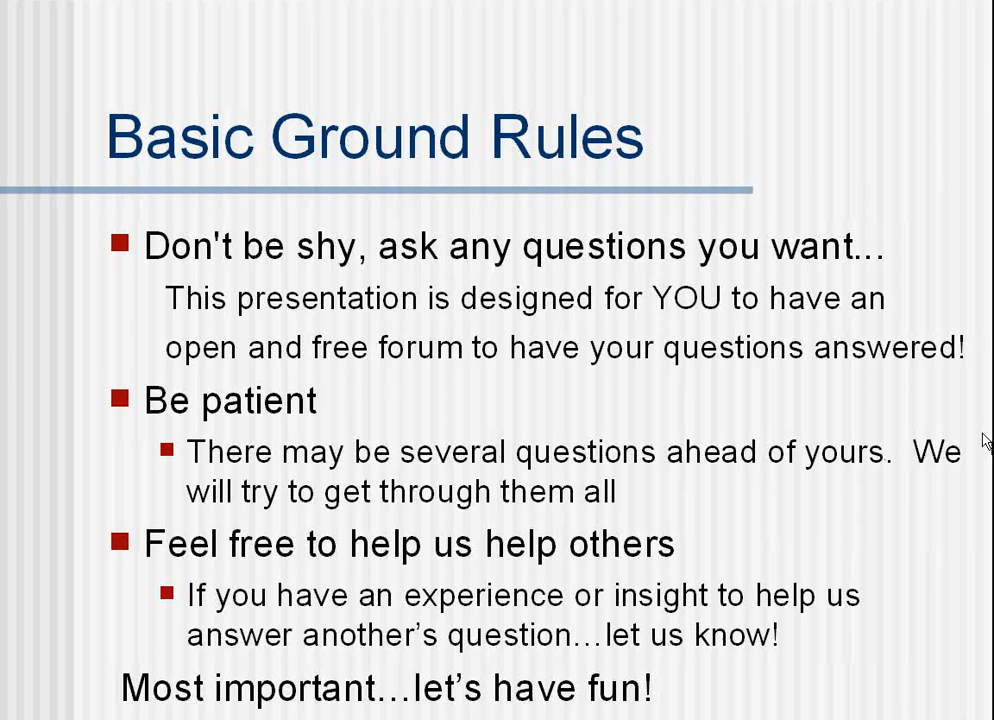 Basic Ground Rules
Don't be shy, ask any questions you want...
This presentation is designed for YOU to have an
open and free forum to have your questions answered!
Be patient
There may be several questions ahead of yours.  We
will try to get through them all
Feel free to help us help others
If you have an experience or insight to help us
answer another’s question…let us know!
Most important…let’s have fun!